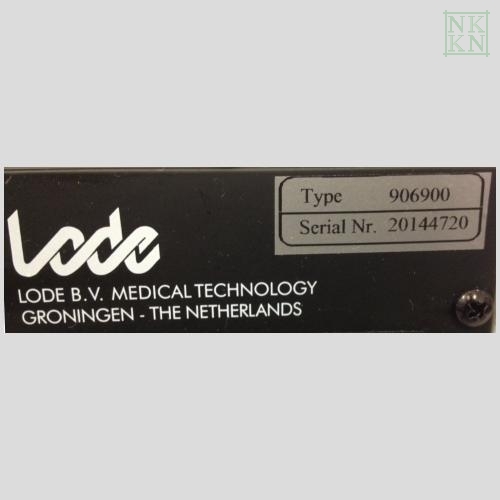 NK
KN
Type 906900
Serial Nr. 20144720
Lode
LODE B.V. MEDICAL TECHNOLOGY
GRONINGEN - THE NETHERLANDS